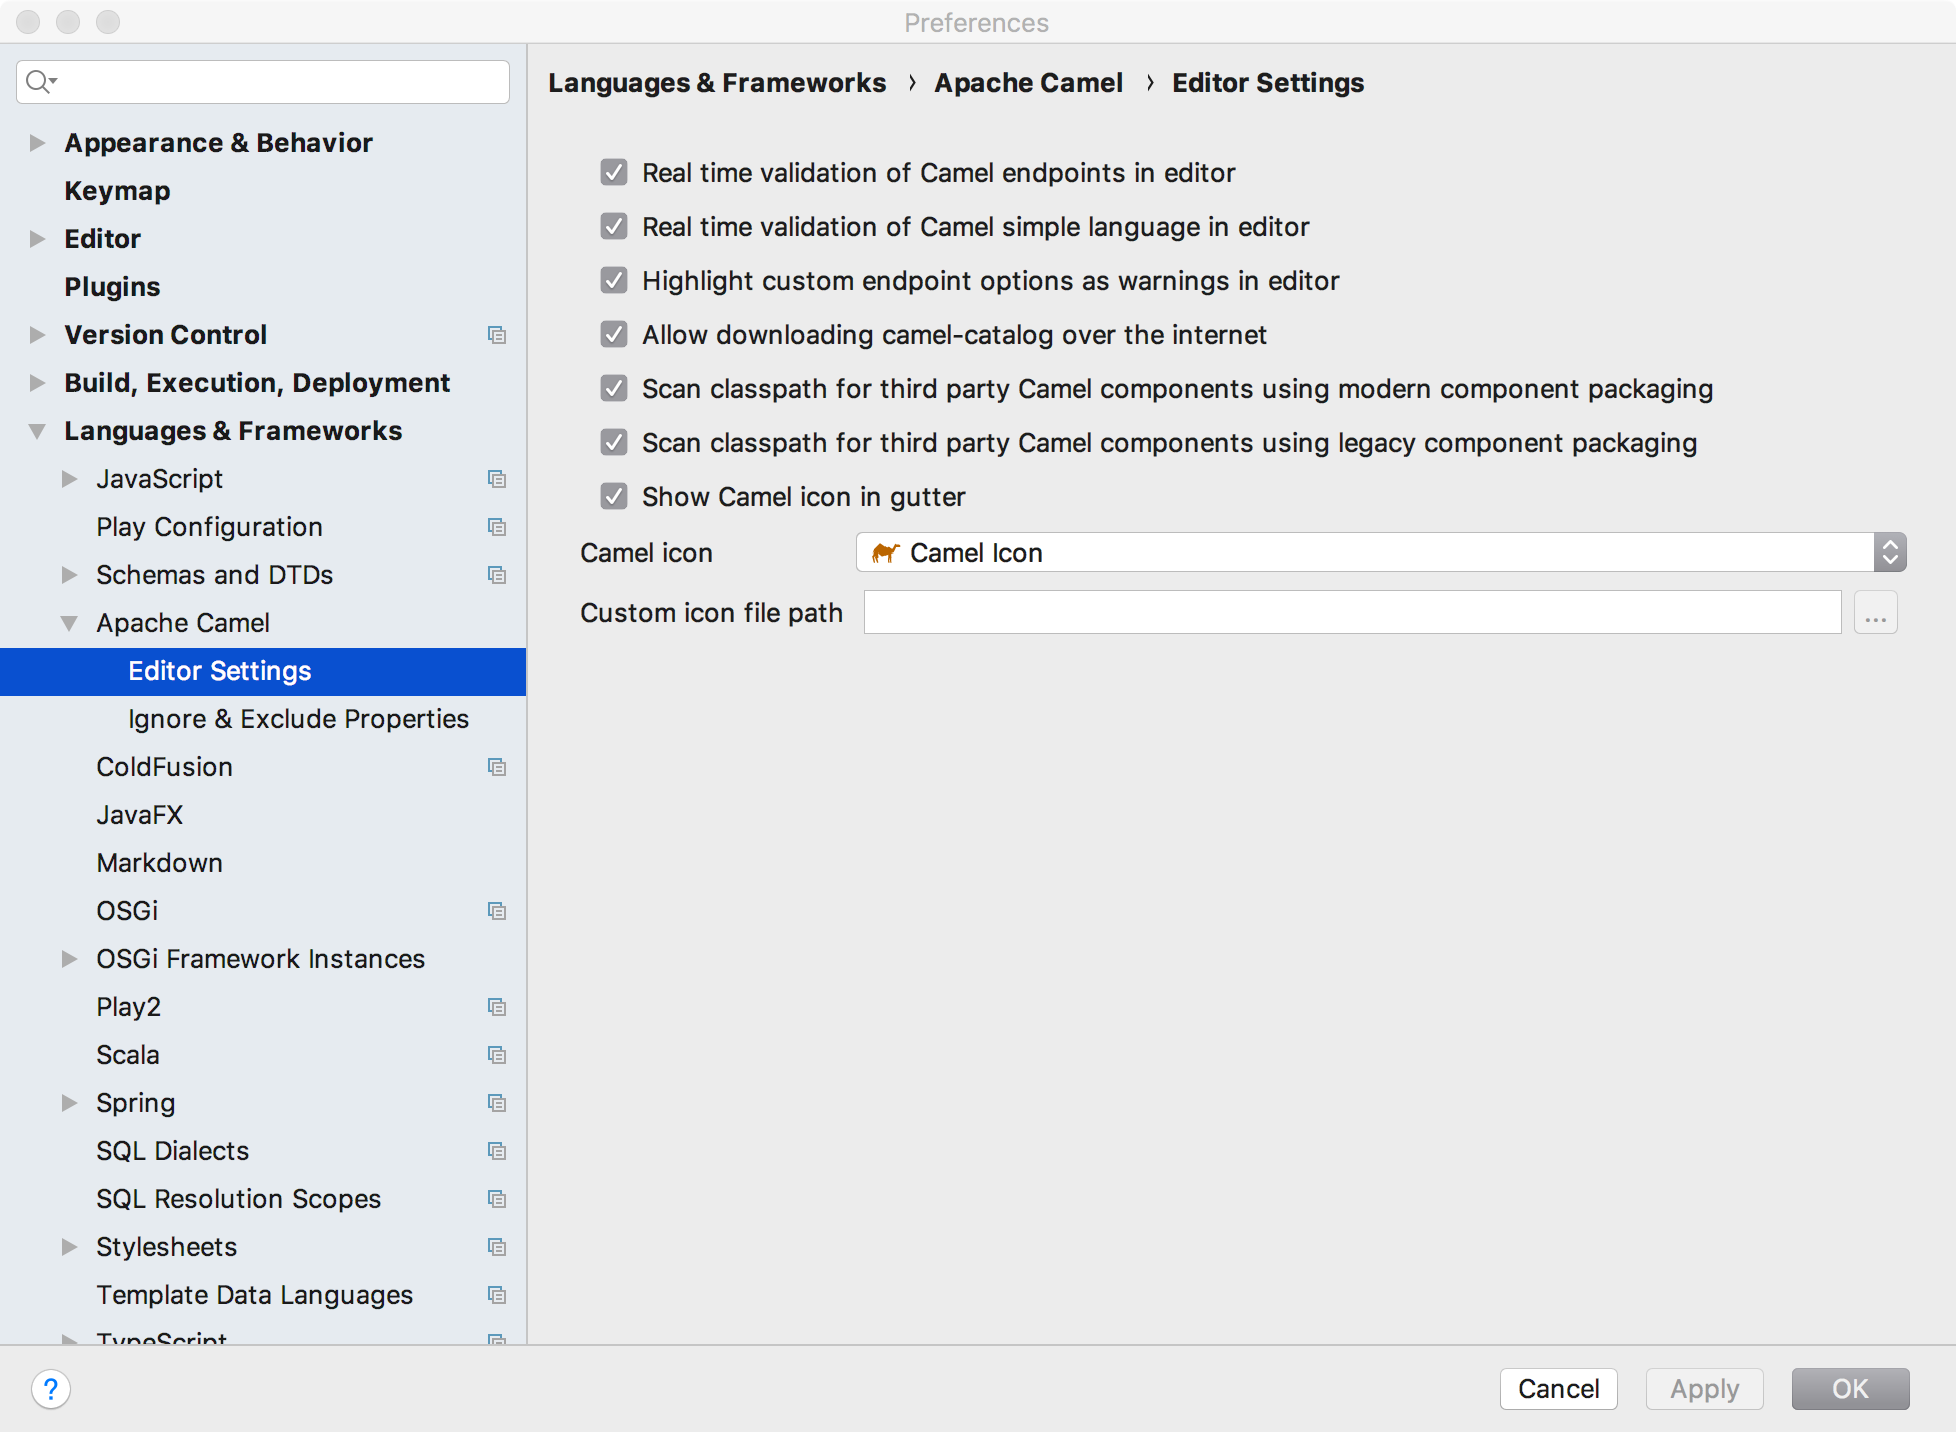 Preferences
Languages & Frameworks › Apache Camel › Editor Settings
Appearance & Behavior
Keymap
Editor
Plugins
Version Control
Build, Execution, Deployment
Languages & Frameworks
JavaScript
Play Configuration
Schemas and DTDs
Apache Camel
Editor Settings
Ignore & Exclude Properties
ColdFusion
JavaFX
Markdown
OSGi
OSGi Framework Instances
Play2
Scala
Spring
SQL Dialects
SQL Resolution Scopes
Stylesheets
Template Data Languages
TypeScript
Real time validation of Camel endpoints in editor
Real time validation of Camel simple language in editor
Highlight custom endpoint options as warnings in editor
Allow downloading camel-catalog over the internet
Scan classpath for third party Camel components using modern component packaging
Scan classpath for third party Camel components using legacy component packaging
Show Camel icon in gutter
Camel icon Camel Icon
Custom icon file path ...
? Cancel Apply OK